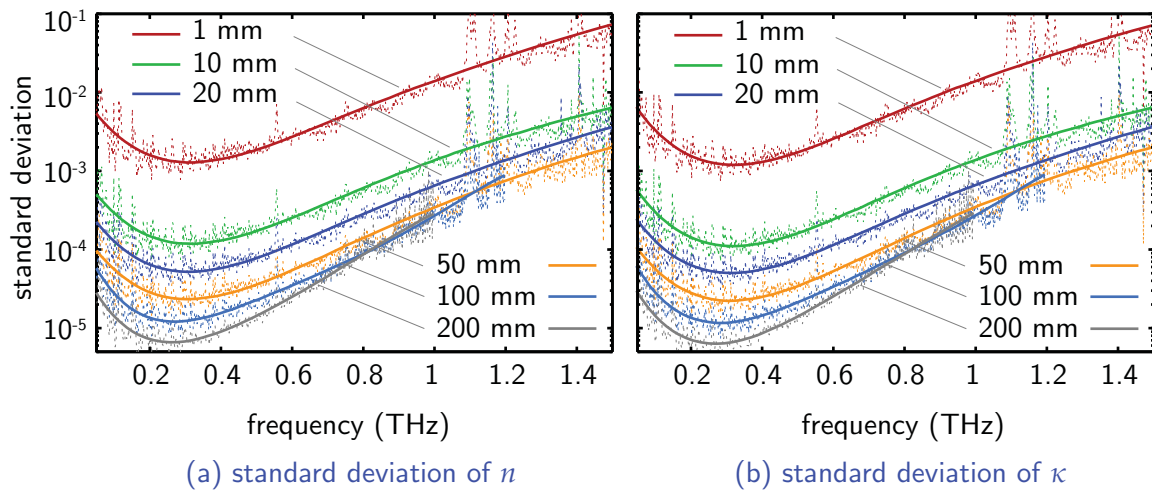 standard deviation
10-1
10-2
10-3
10-4
10-5
1 mm
10 mm
20 mm
50 mm
100 mm
200 mm
0.2 0.4 0.6 0.8 1 1.2 1.4
frequency (THz)
(a) standard deviation of n
1 mm
10 mm
20 mm
50 mm
100 mm
200 mm
0.2 0.4 0.6 0.8 1 1.2 1.4
frequency (THz)
(b) standard deviation of κ